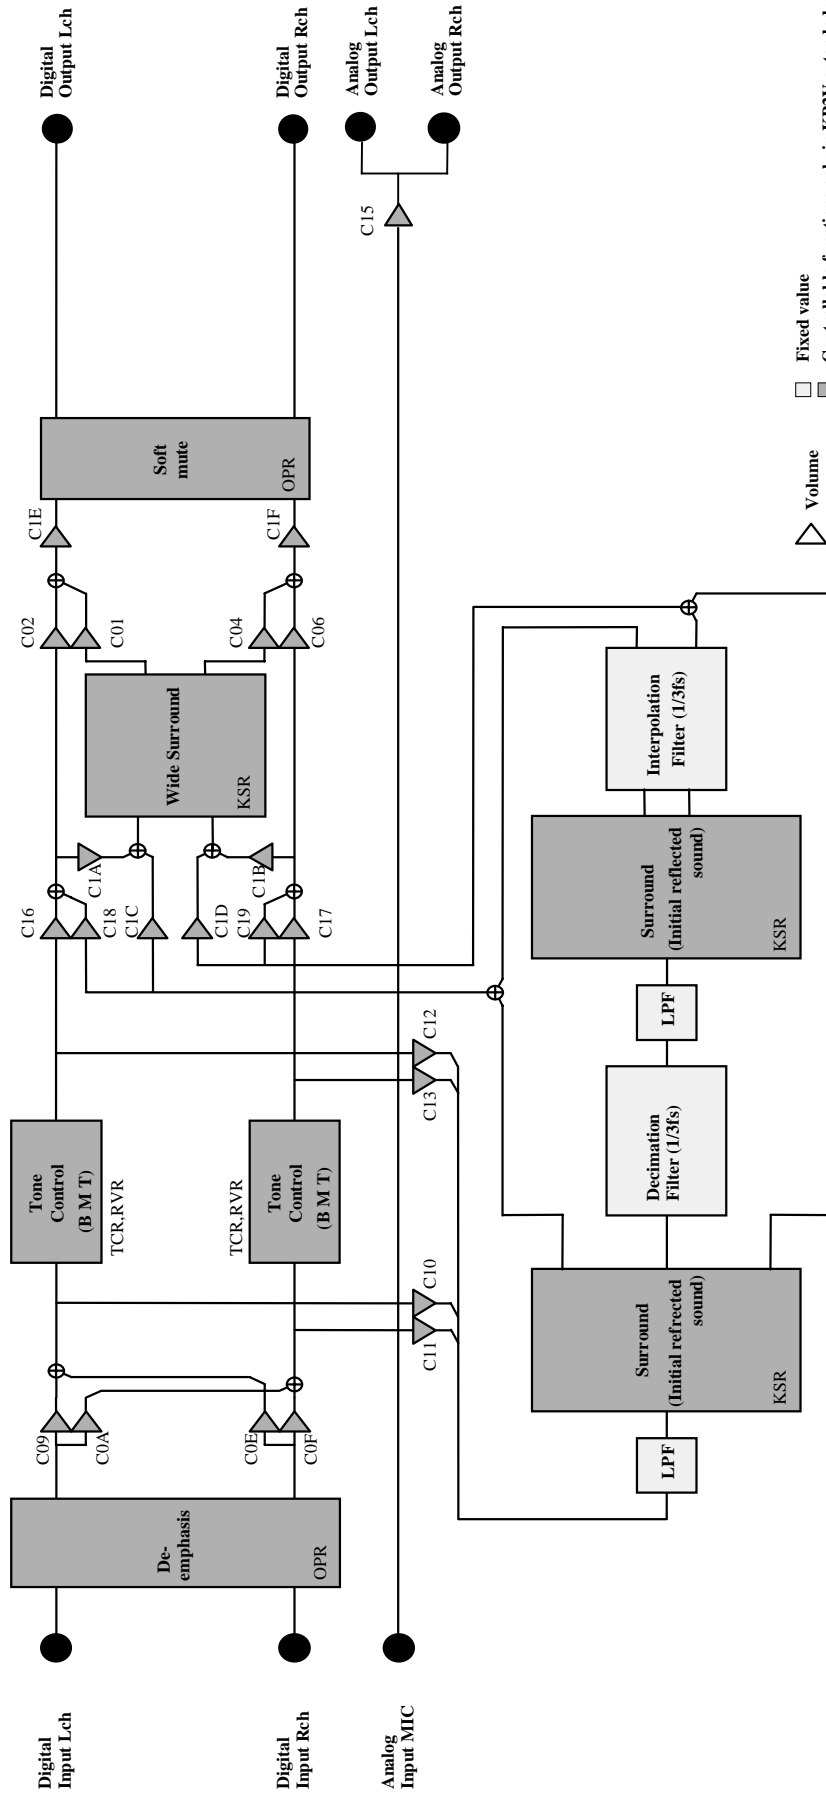 Digital
Input Lch
Digital
Input Rch
Analog
Input MIC
De-
emphasis
OPR
C09
C0A
C0E
C0F
C11
C10
Tone
Control
(B M T)
TCR,RVR
Tone
Control
(B M T)
TCR,RVR
C13
C12
C16
C18
C1C
C1D
C19
C17
C1A
C1B
Wide Surround
KSR
C02
C01
C04
C06
C1E
C1F
Soft
mute
OPR
C15
Digital
Output Lch
Digital
Output Rch
Analog
Output Lch
Analog
Output Rch
LPF
Surround
(Initial refrected
sound)
KSR
Decimation
Filter (1/3fs)
LPF
Surround
(Initial reflected
sound)
KSR
Interpolation
Filter (1/3fs)
Volume
Fixed value